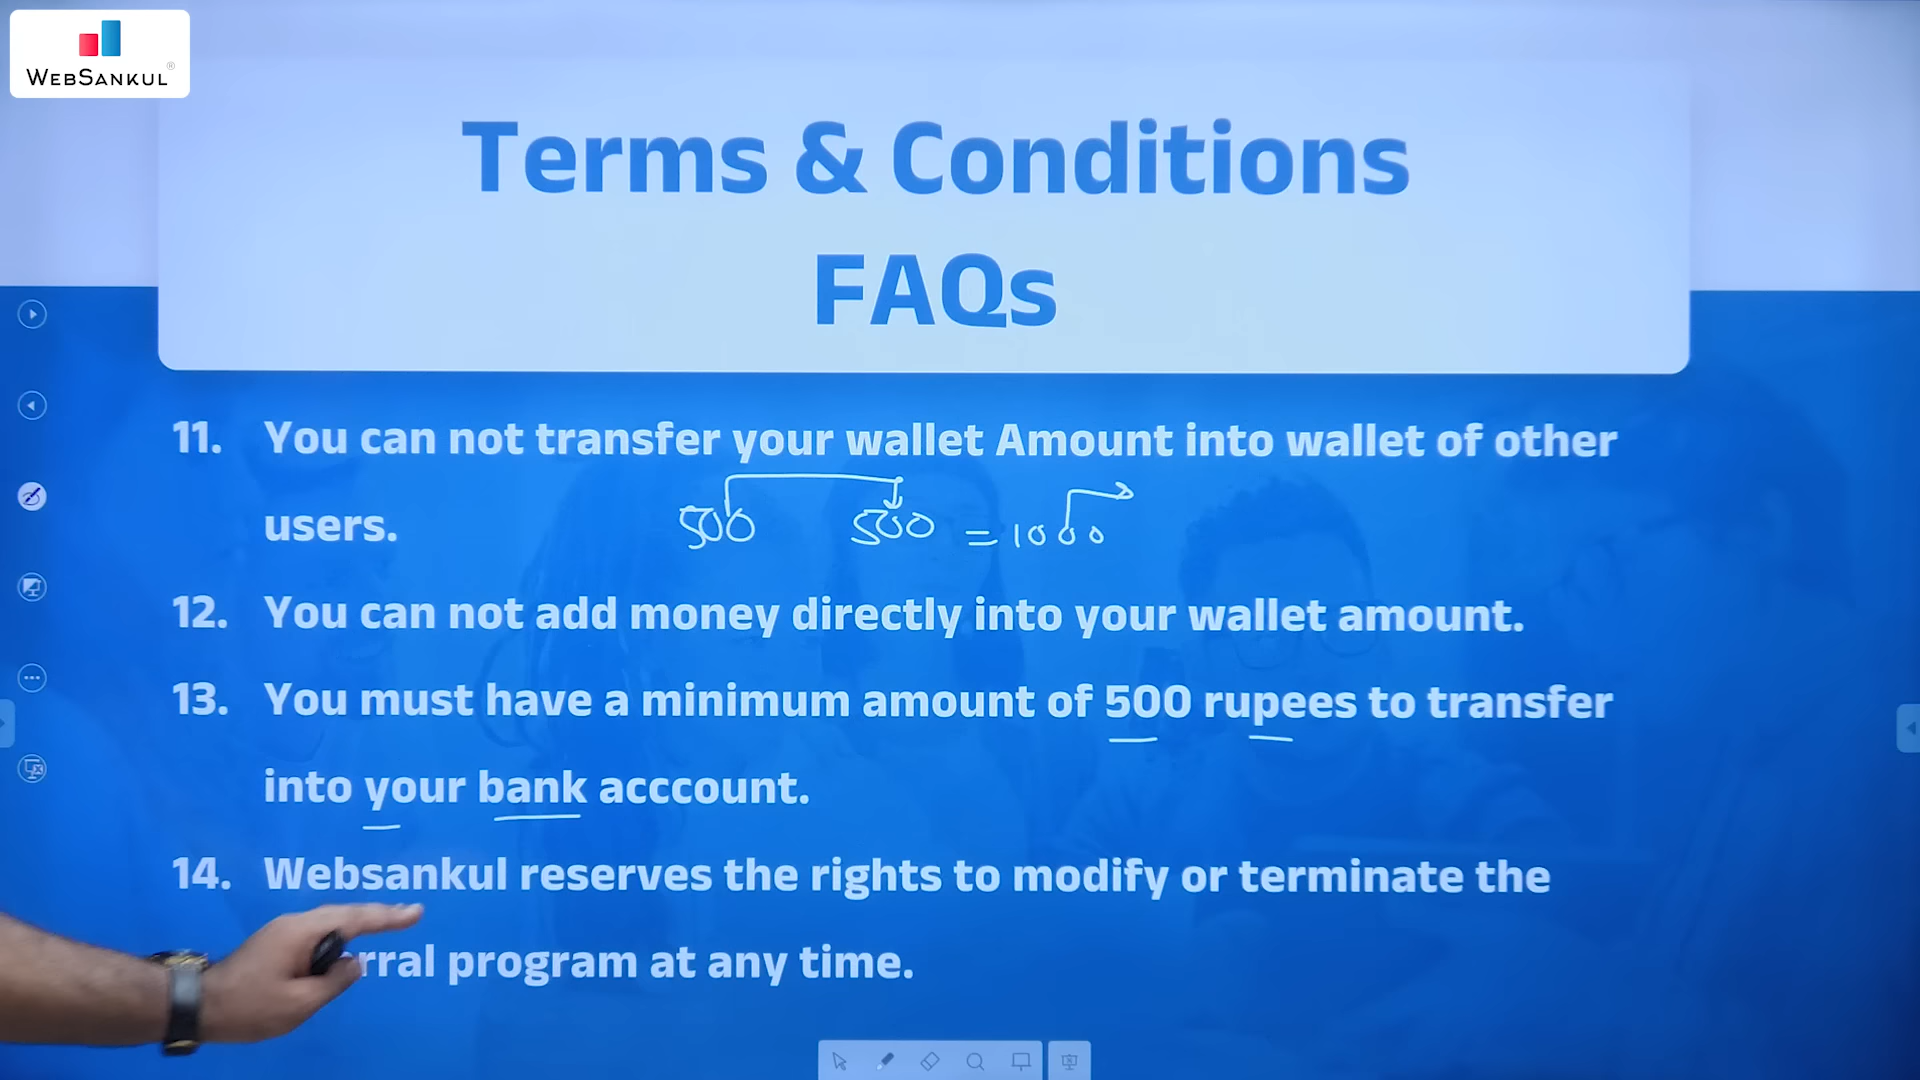 WEBSANKUL®
Terms & Conditions
FAQs
11. You can not transfer your wallet Amount into wallet of other
users.
500 500 = 1000
12. You can not add money directly into your wallet amount.
13. You must have a minimum amount of 500 rupees to transfer
into your bank acccount.
14. Websankul reserves the rights to modify or terminate the
program at any time.